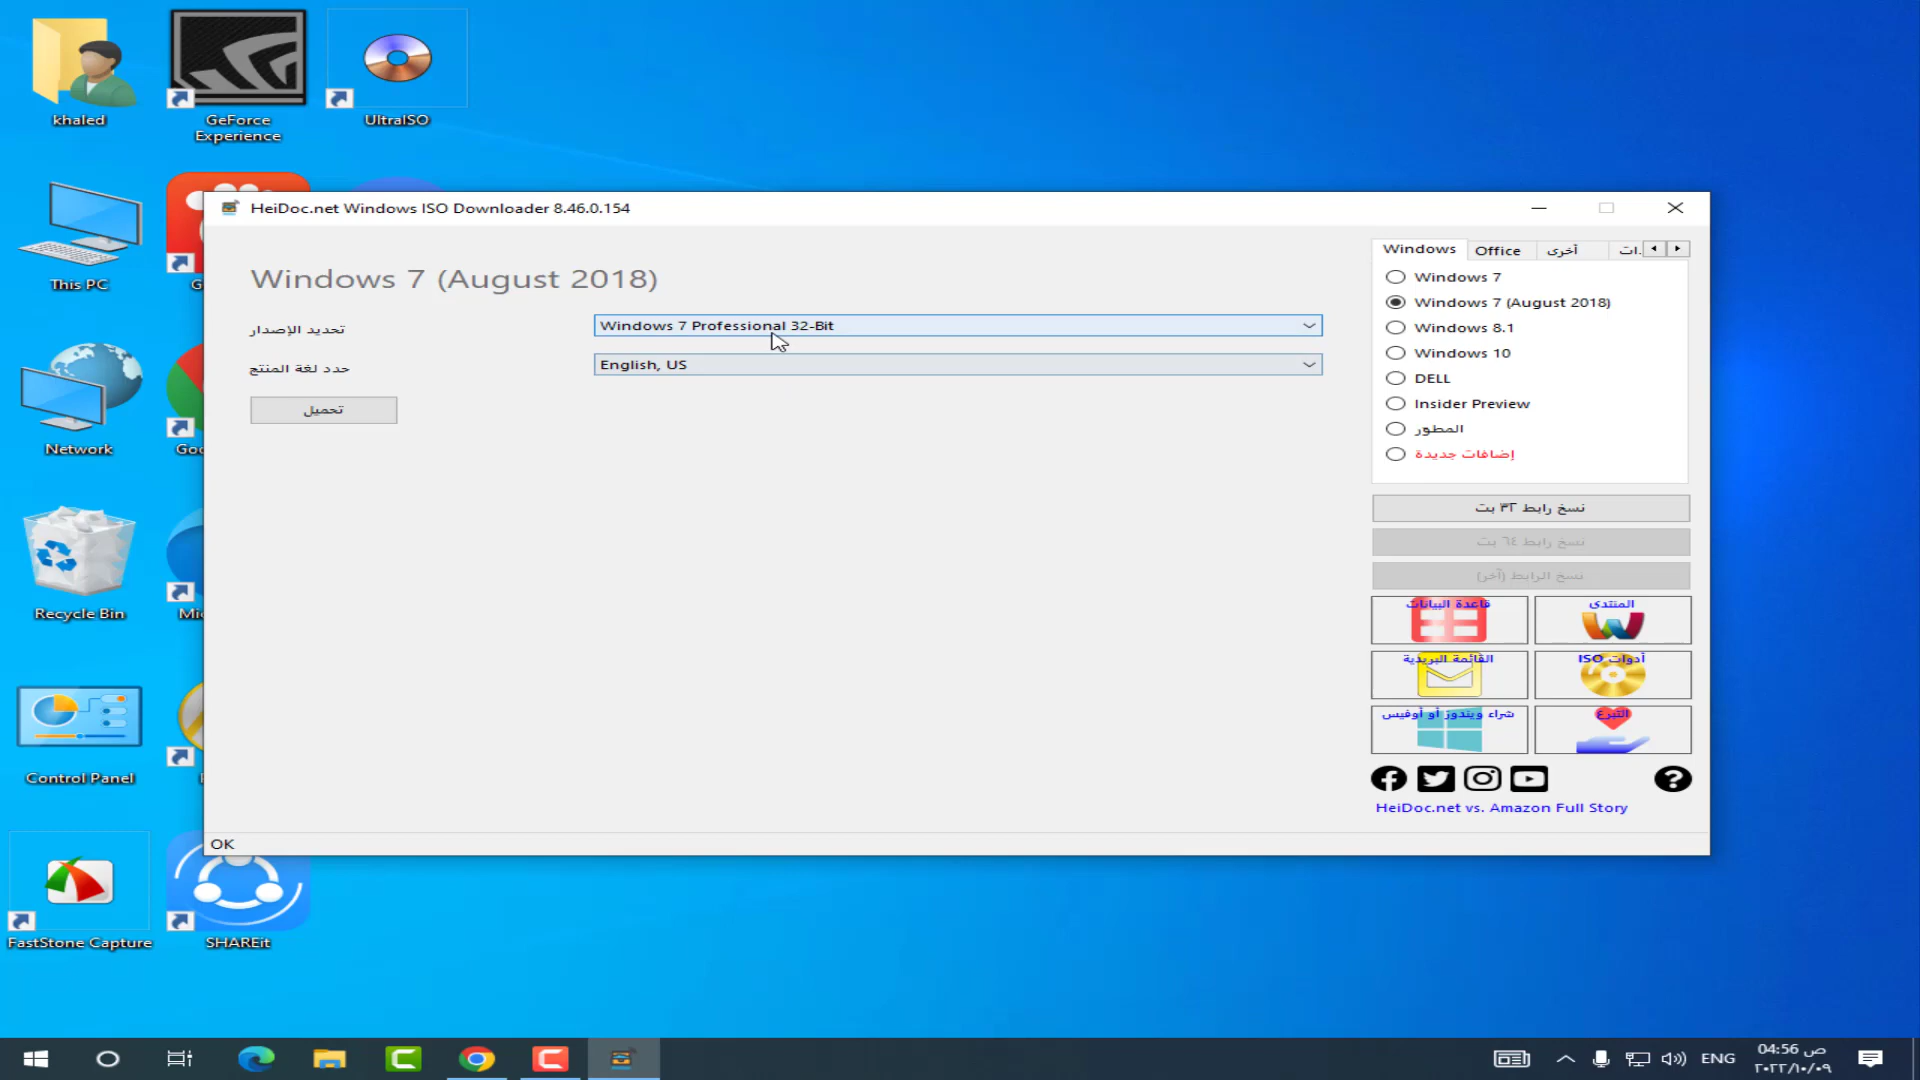 khaled
GeForce
Experience
UltraISO
This PC
Network
Recycle Bin
Control Panel
FastStone Capture
SHAREit
HeiDoc.net Windows ISO Downloader 8.46.0.154
Windows 7 (August 2018)
تحديد الإصدار
Windows 7 Professional 32-Bit
حدد لغة المنتج
English, US
تحميل
Windows
Office
أخرى
Windows 7
Windows 7 (August 2018)
Windows 8.1
Windows 10
DELL
Insider Preview
المطور
إضافات جديدة
نسخ رابط ٣٢ بت
نسخ رابط ٦٤ بت
نسخ الرابط (آخر)
قاعدة البيانات
المنتدى
القائمة البريدية
أدوات ISO
شراء ويندوز أو أوفيس
التبرع
HeiDoc.net vs. Amazon Full Story
OK
ENG
04:56 ص
٢٠٢٢/١٠/٠٩